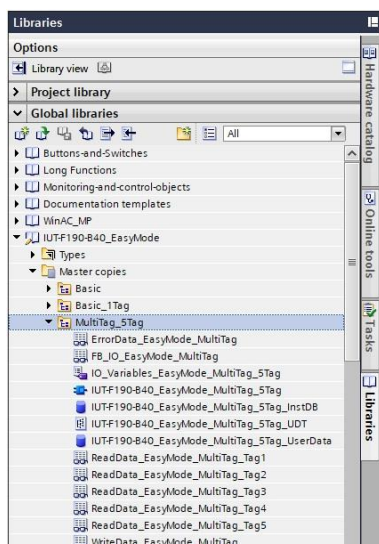 Libraries
Options
Library view
Project library
Global libraries
All
Buttons-and-Switches
Long Functions
Monitoring-and-control-objects
Documentation templates
WinAC_MP
IUT-F190-B40_EasyMode
Types
Master copies
Basic
Basic_1Tag
MultiTag_5Tag
ErrorData_EasyMode_MultiTag
FB_IO_EasyMode_MultiTag
IO_Variables_EasyMode_MultiTag_5Tag
IUT-F190-B40_EasyMode_MultiTag_5Tag
IUT-F190-B40_EasyMode_MultiTag_5Tag_InstDB
IUT-F190-B40_EasyMode_MultiTag_5Tag_UDT
IUT-F190-B40_EasyMode_MultiTag_5Tag_UserData
ReadData_EasyMode_MultiTag_Tag1
ReadData_EasyMode_MultiTag_Tag2
ReadData_EasyMode_MultiTag_Tag3
ReadData_EasyMode_MultiTag_Tag4
ReadData_EasyMode_MultiTag_Tag5
WriteData_EasyMode_MultiTag
Hardware catalog
Online tools
Tasks
Libraries